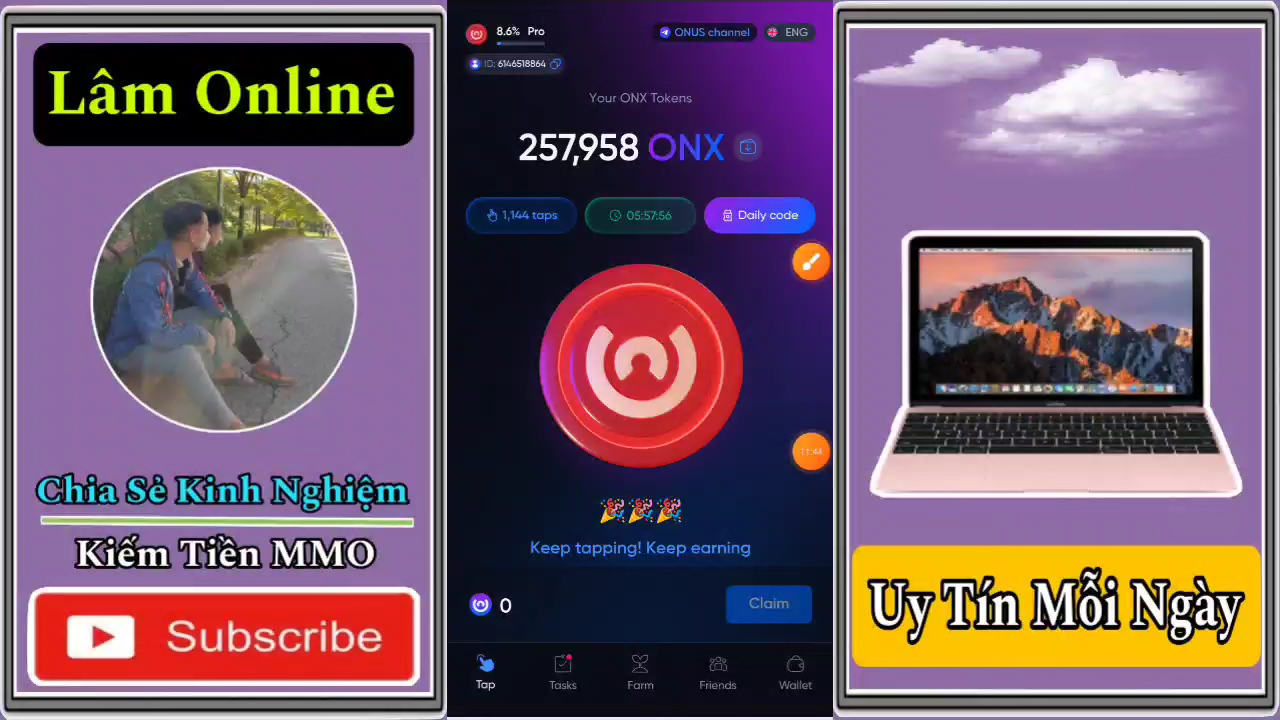 Lâm Online
Chia Sẻ Kinh Nghiệm
Kiếm Tiền MMO
Subscribe
8.6% Pro
ONUS channel
ENG
ID: 6146518864
Your ONX Tokens
257,958 ONX
1,144 taps
05:57:56
Daily code
11:44
🎉🎉🎉
Keep tapping! Keep earning
0
Claim
Tap
Tasks
Farm
Friends
Wallet
Uy Tín Mỗi Ngày